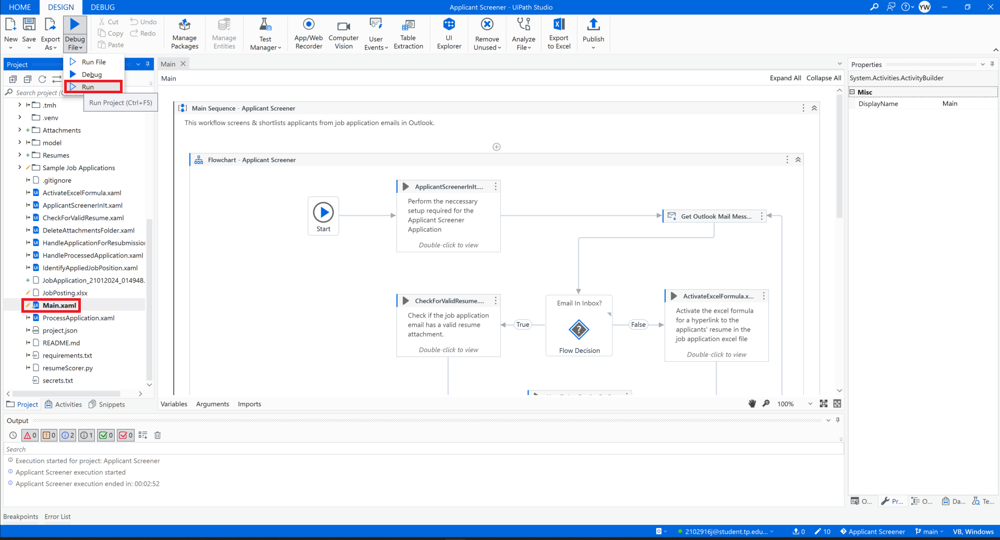 HOME
DESIGN
DEBUG
Applicant Screener - UiPath Studio
YW
New
Save
Export As
Debug File
Cut
Copy
Paste
Undo
Redo
Manage Packages
Manage Entities
Test Manager
App/Web Recorder
Computer Vision
User Events
Table Extraction
UI Explorer
Remove Unused
Analyze File
Export to Excel
Publish
Run File
Debug
Run
Run Project (Ctrl+F5)
Project
Search project
.tmh
.venv
Attachments
model
Resumes
Sample Job Applications
.gitignore
ActivateExcelFormula.xaml
ApplicantScreenerInIt.xaml
CheckForValidResume.xaml
DeleteAttachmentsFolder.xaml
HandleApplicationForResubmissio
HandleProcessedApplication.xaml
IdentifyAppliedJobPosition.xaml
JobApplication_21012024_014948.
JobPosting.xlsx
Main.xaml
ProcessApplication.xaml
project.json
README.md
requirements.txt
resumeScorer.py
secrets.txt
Project
Activities
Snippets
Main
Main
Expand All
Collapse All
Main Sequence - Applicant Screener
This workflow screens & shortlists applicants from job application emails in Outlook.
Flowchart - Applicant Screener
Start
ApplicantScreenerInIt....
Perform the neccessary
setup required for the
Applicant Screener
Application
Double-click to view
Get Outlook Mail Mess...
CheckForValidResume....
Check if the job application
email has a valid resume
attachment.
Double-click to view
True
Email In Inbox?
?
Flow Decision
False
ActivateExcelFormula.x...
Activate the excel formula
for a hyperlink to the
applicants' resume in the
job application excel file
Double-click to view
Variables
Arguments
Imports
100%
Properties
System.Activities.ActivityBuilder
Misc
DisplayName
Main
Output
0
0
2
1
0
0
Search
Execution started for project: Applicant Screener
Applicant Screener execution started
Applicant Screener execution ended in: 00:02:52
O...
Pr...
O...
Da...
Te...
Breakpoints
Error List
2102916j@student.tp.edu...
0
10
Applicant Screener
main
VB, Windows